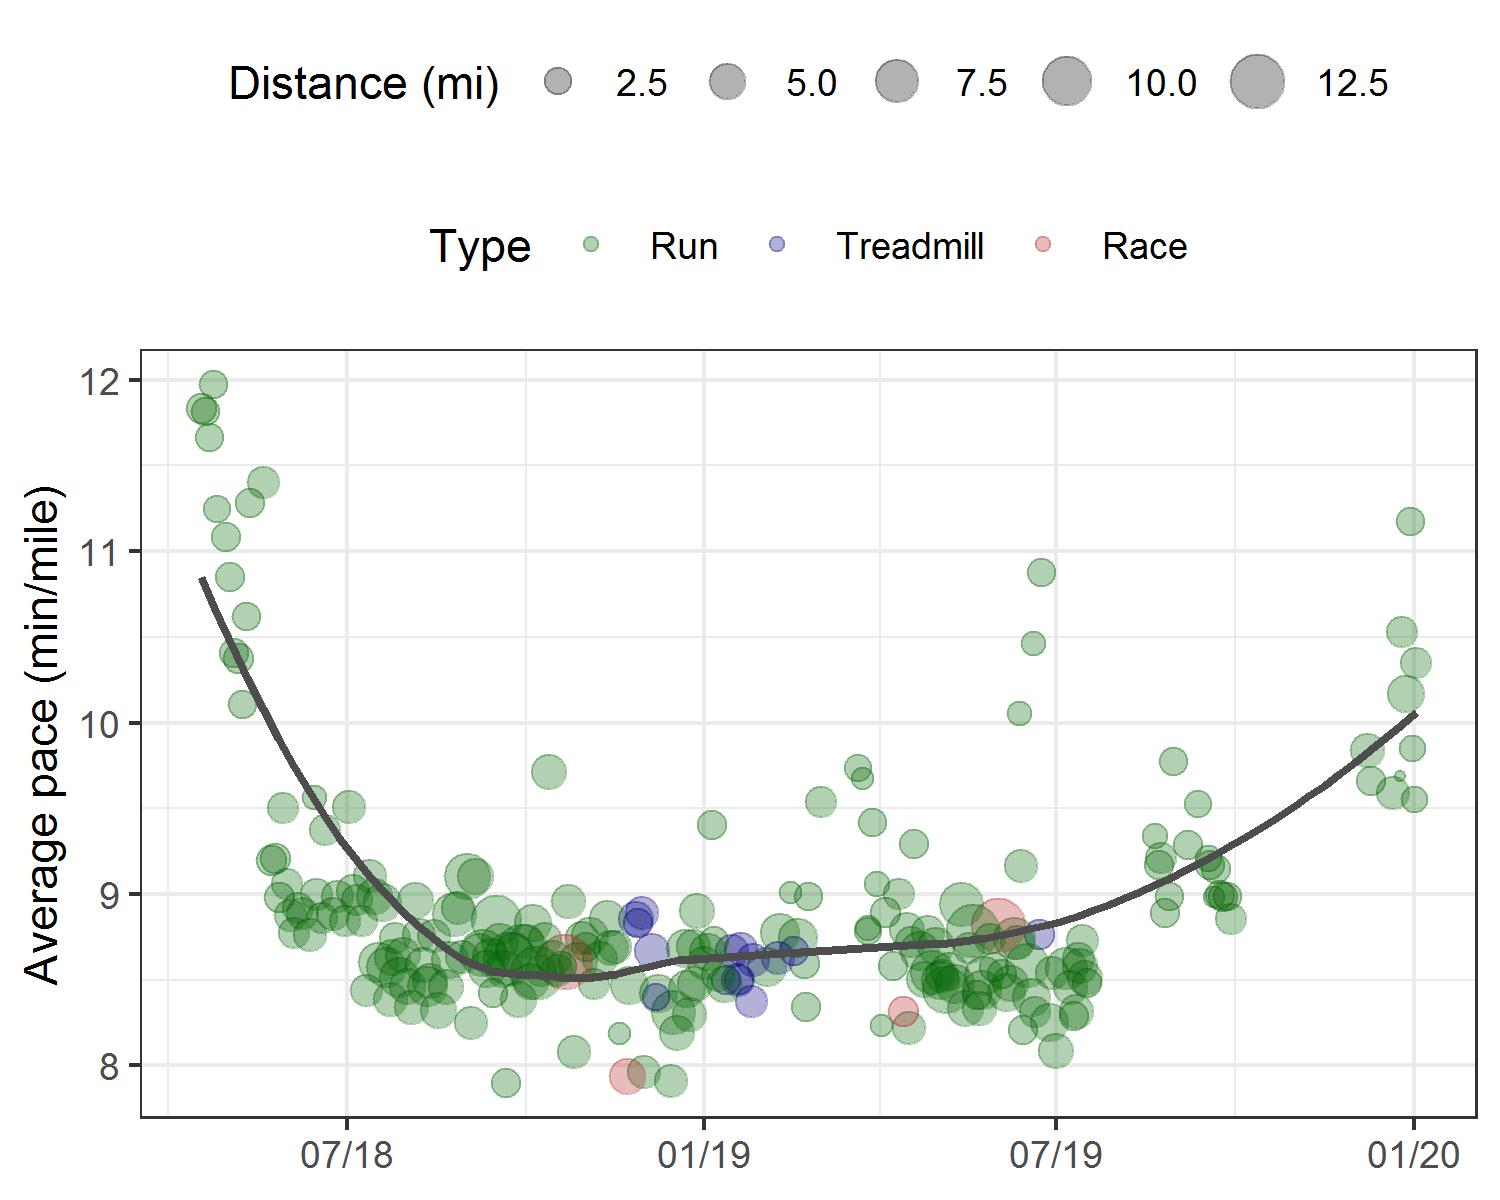 Distance (mi) 2.5 5.0 7.5 10.0 12.5
Type Run Treadmill Race
Average pace (min/mile)
12
11
10
9
8
07/18 01/19 07/19 01/20